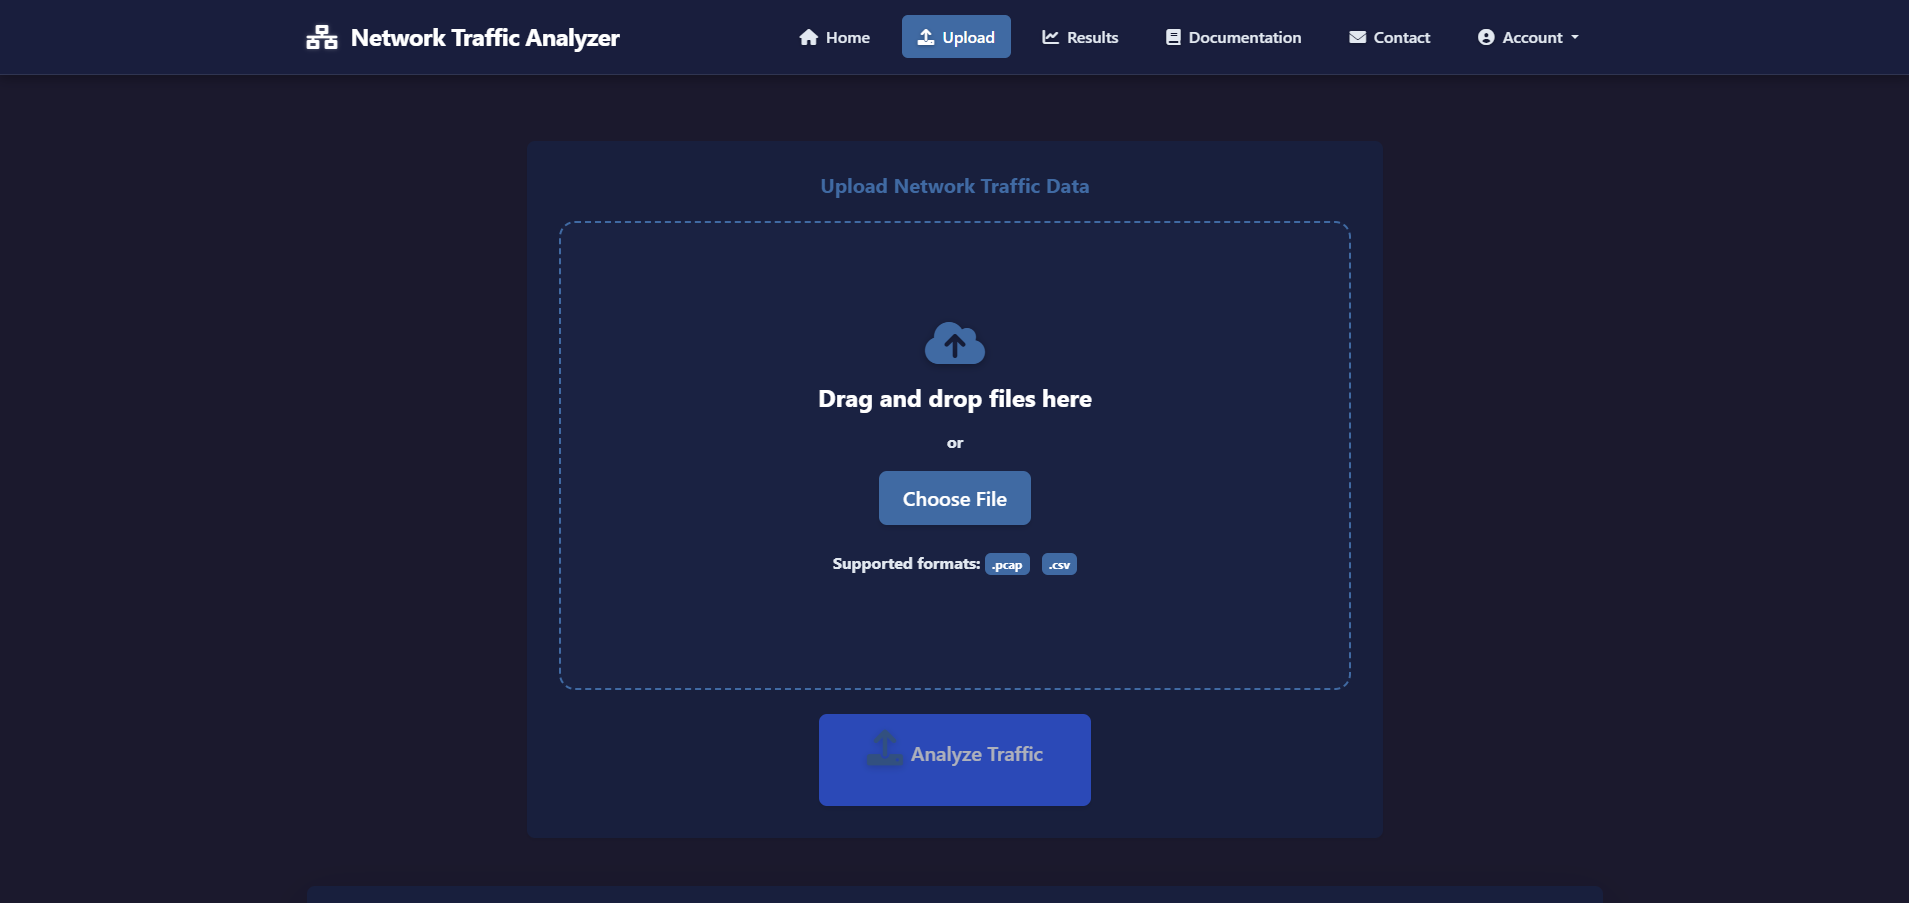 Network Traffic Analyzer
Home
Upload
Results
Documentation
Contact
Account
Upload Network Traffic Data
Drag and drop files here
or
Choose File
Supported formats: .pcap .csv
Analyze Traffic